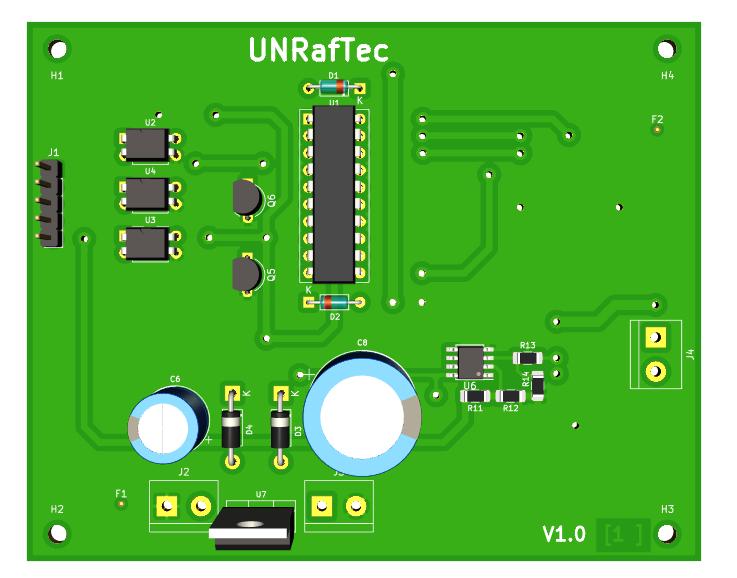 UNRafTec
H1
H4
D1
K
U1
U2
F2
J1
U4
Q6
U3
Q5
K
D2
C8
J4
R13
C6
K
K
U6
R14
D4
D3
R11
R12
J2
U7
F1
H2
H3
V1.0 [1 ]